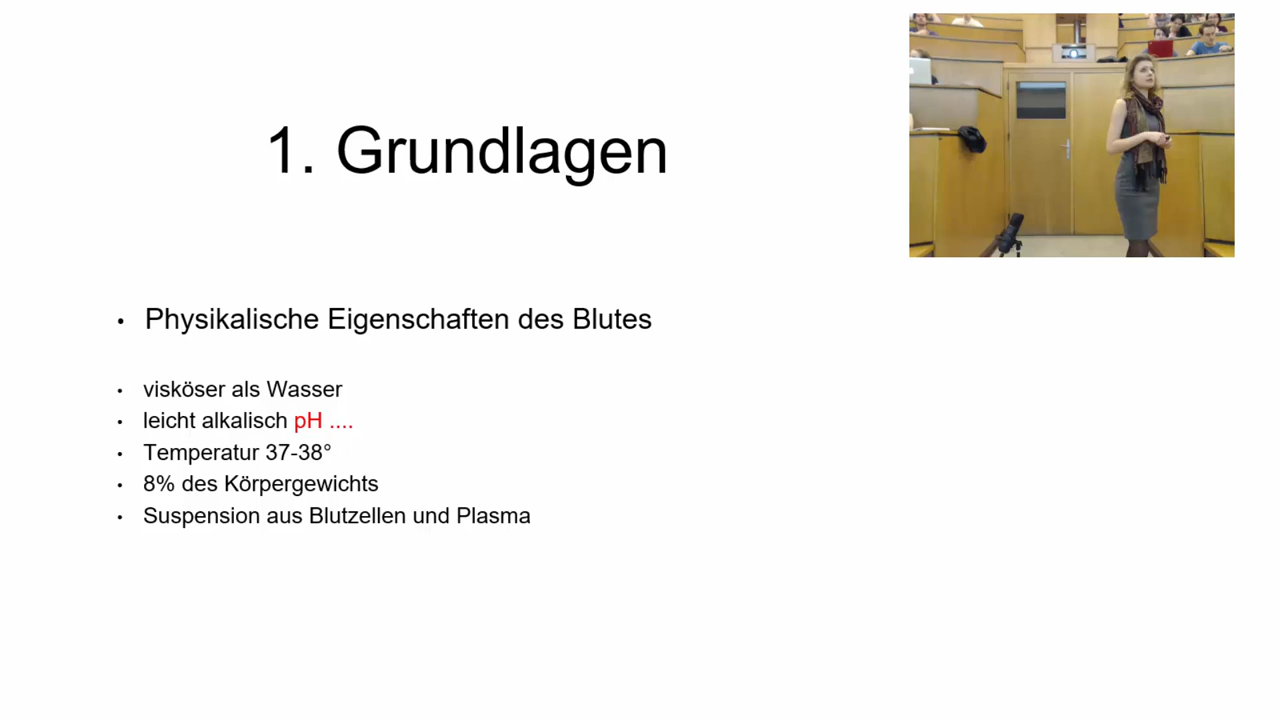 1. Grundlagen
• Physikalische Eigenschaften des Blutes
• visköser als Wasser
• leicht alkalisch pH ....
• Temperatur 37-38°
• 8% des Körpergewichts
• Suspension aus Blutzellen und Plasma